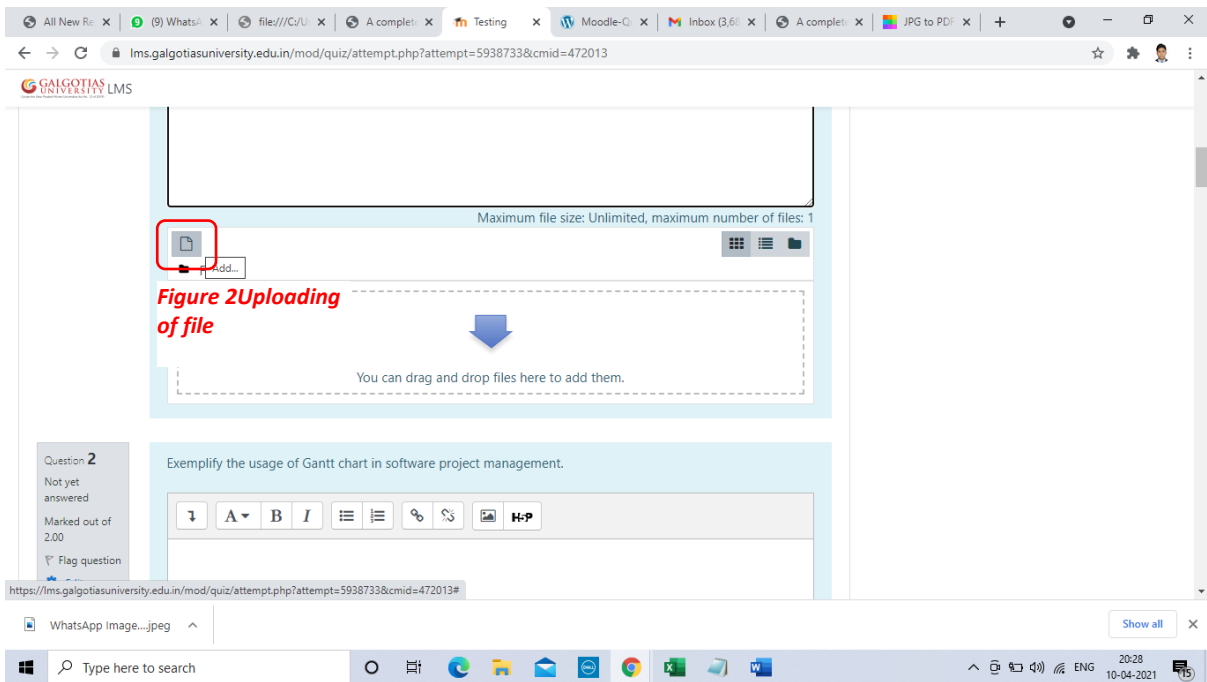 All New Re
(9) WhatsA
file:///C:/U
A complet
Testing
Moodle-Q
Inbox (3,68
A complet
JPG to PDF
lms.galgotiasuniversity.edu.in/mod/quiz/attempt.php?attempt=5938733&cmid=472013
GALGOTIAS UNIVERSITY LMS
Maximum file size: Unlimited, maximum number of files: 1
Add...
Figure 2Uploading
of file
You can drag and drop files here to add them.
Question 2
Not yet
answered
Marked out of
2.00
Flag question
Exemplify the usage of Gantt chart in software project management.
A B I H-P
https://lms.galgotiasuniversity.edu.in/mod/quiz/attempt.php?attempt=5938733&cmid=472013#
WhatsApp Image....jpeg
Show all
Type here to search
DELL
ENG
20:28
10-04-2021
15